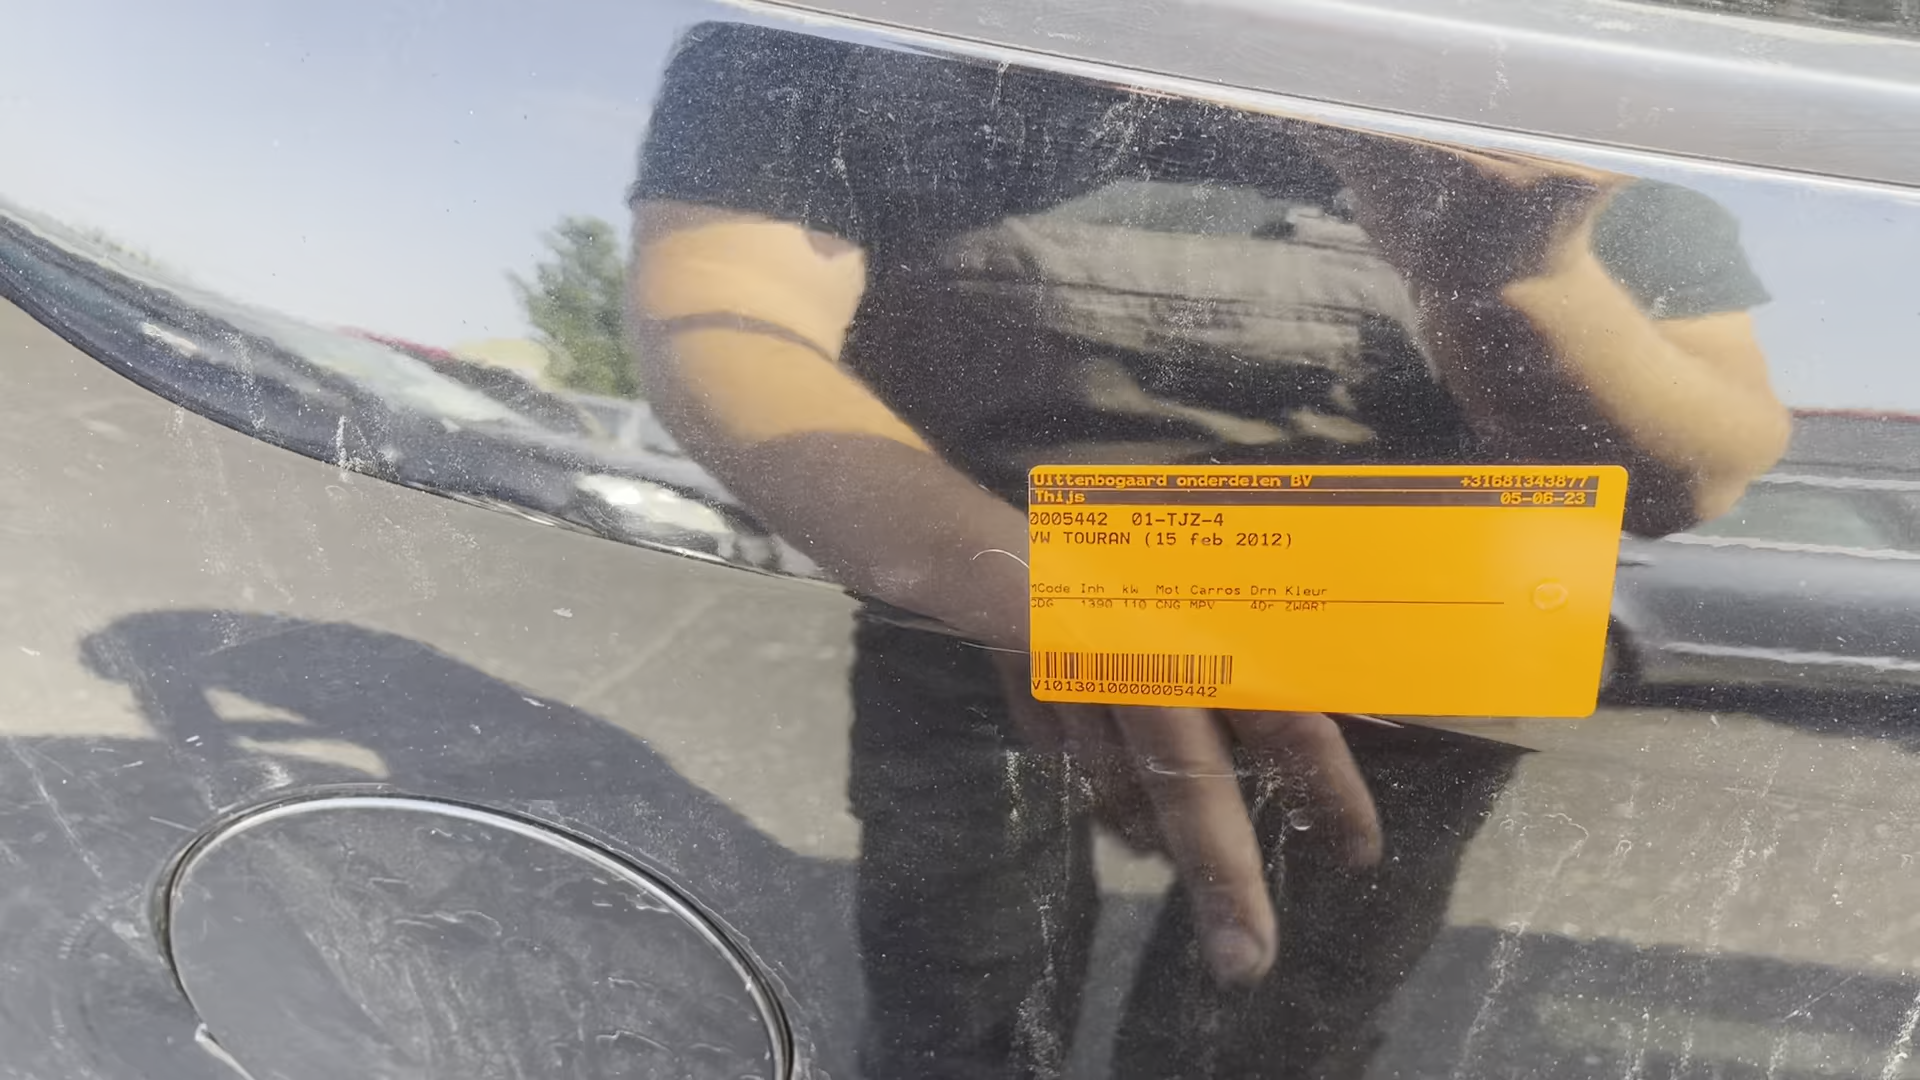 Uittenbogaard onderdelen BV +31681343877
Thijs 05-06-23
0005442 01-TJZ-4
VW TOURAN (15 feb 2012)
MCode Inh kW Mot Carros Drn Kleur
CDG 1390 110 CNG MPV 4Dr ZWART
V1013010000005442